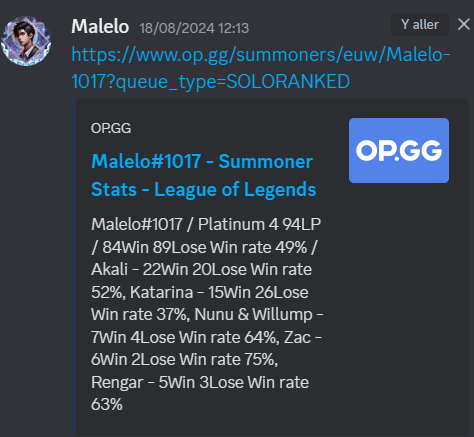 Malelo 18/08/2024 12:13 Y aller
https://www.op.gg/summoners/euw/Malelo-
1017?queue_type=SOLORANKED
OP.GG
OP.GG
Malelo#1017 - Summoner
Stats - League of Legends
Malelo#1017 / Platinum 4 94LP
/ 84Win 89Lose Win rate 49% /
Akali - 22Win 20Lose Win rate
52%, Katarina - 15Win 26Lose
Win rate 37%, Nunu & Willump -
7Win 4Lose Win rate 64%, Zac -
6Win 2Lose Win rate 75%,
Rengar - 5Win 3Lose Win rate
63%